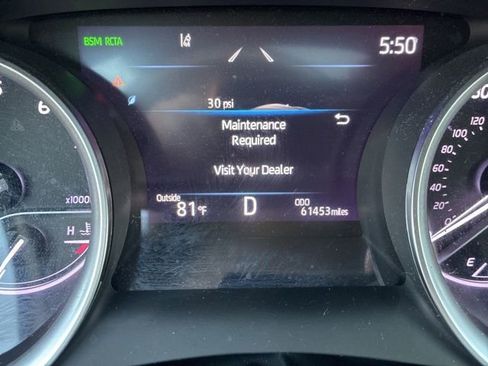 BSM RCTA
5:50
30 psi
Maintenance
Required
Visit Your Dealer
Outside
81°F
D
ODO
61453 miles
6
x1000
H
120
100
80
60
40
20
0
E